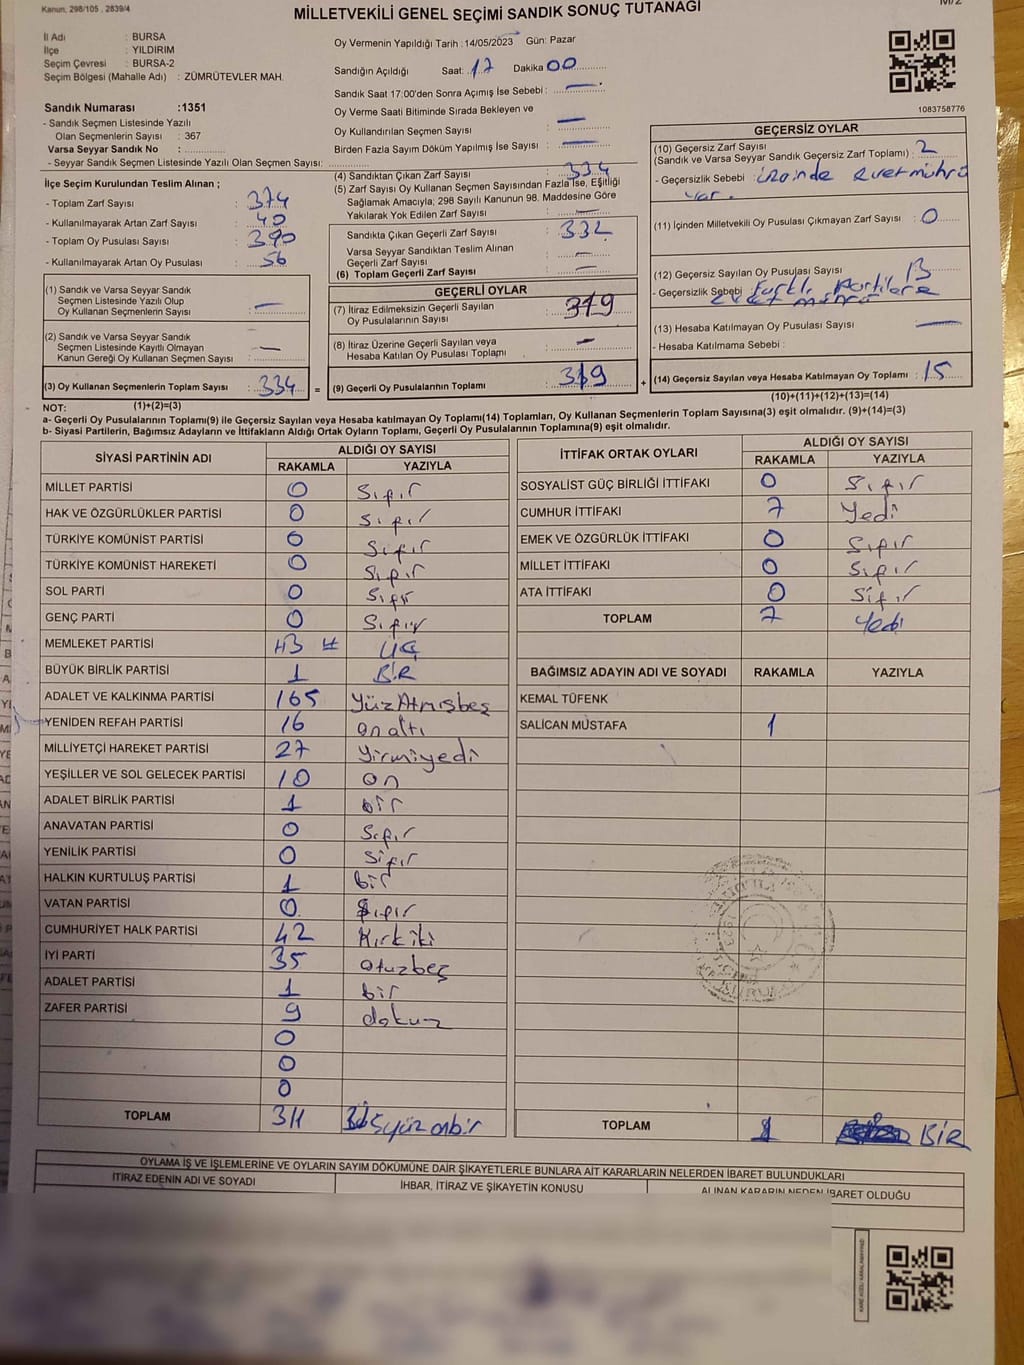 Kanun, 298/105 , 2839/4
M/2
MİLLETVEKİLİ GENEL SEÇİMİ SANDIK SONUÇ TUTANAĞI
İl Adı : BURSA
İlçe : YILDIRIM
Seçim Çevresi : BURSA-2
Seçim Bölgesi (Mahalle Adı) : ZÜMRÜTEVLER MAH.
Sandık Numarası :1351
- Sandık Seçmen Listesinde Yazılı
Olan Seçmenlerin Sayısı : 367
Varsa Seyyar Sandık No :
- Seyyar Sandık Seçmen Listesinde Yazılı Olan Seçmen Sayısı:
Oy Vermenin Yapıldığı Tarih :14/05/2023 Gün: Pazar
Sandığın Açıldığı Saat: 17 Dakika 00
Sandık Saat 17:00'den Sonra Açımış İse Sebebi : —
Oy Verme Saati Bitiminde Sırada Bekleyen ve
Oy Kullandırılan Seçmen Sayısı : —
Birden Fazla Sayım Döküm Yapılmış İse Sayısı : —
1083758776
İlçe Seçim Kurulundan Teslim Alınan ;
- Toplam Zarf Sayısı : 374
- Kullanılmayarak Artan Zarf Sayısı : 40
- Toplam Oy Pusulası Sayısı : 390
- Kullanılmayarak Artan Oy Pusulası : 56
(1) Sandık ve Varsa Seyyar Sandık
Seçmen Listesinde Yazılı Olup
Oy Kullanan Seçmenlerin Sayısı : —
(2) Sandık ve Varsa Seyyar Sandık
Seçmen Listesinde Kayıtlı Olmayan
Kanun Gereği Oy Kullanan Seçmen Sayısı : —
(3) Oy Kullanan Seçmenlerin Toplam Sayısı : 334 =
(1)+(2)=(3)
(4) Sandıktan Çıkan Zarf Sayısı : 334
(5) Zarf Sayısı Oy Kullanan Seçmen Sayısından Fazla İse, Eşitliği
Sağlamak Amacıyla; 298 Sayılı Kanunun 98. Maddesine Göre
Yakılarak Yok Edilen Zarf Sayısı : —
Sandıkta Çıkan Geçerli Zarf Sayısı : 332
Varsa Seyyar Sandıktan Teslim Alınan
Geçerli Zarf Sayısı : —
(6) Toplam Geçerli Zarf Sayısı : —
GEÇERLİ OYLAR
(7) İtiraz Edilmeksizin Geçerli Sayılan
Oy Pusulalarının Sayısı : 319
(8) İtiraz Üzerine Geçerli Sayılan veya
Hesaba Katılan Oy Pusulası Toplamı : —
(9) Geçerli Oy Pusulalarının Toplamı : 319 +
GEÇERSİZ OYLAR
(10) Geçersiz Zarf Sayısı
(Sandık ve Varsa Seyyar Sandık Geçersiz Zarf Toplamı) : 2
- Geçersizlik Sebebi : üzerinde evet mührü
var.
(11) İçinden Milletvekili Oy Pusulası Çıkmayan Zarf Sayısı : 0
(12) Geçersiz Sayılan Oy Pusulası Sayısı : 13
- Geçersizlik Sebebi : Farklı Partilere
evet mührü
(13) Hesaba Katılmayan Oy Pusulası Sayısı : —
- Hesaba Katılmama Sebebi :
(14) Geçersiz Sayılan veya Hesaba Katılmayan Oy Toplamı : 15
(10)+(11)+(12)+(13)=(14)
NOT:
a- Geçerli Oy Pusulalarının Toplamı(9) ile Geçersiz Sayılan veya Hesaba katılmayan Oy Toplamı(14) Toplamları, Oy Kullanan Seçmenlerin Toplam Sayısına(3) eşit olmalıdır. (9)+(14)=(3)
b- Siyasi Partilerin, Bağımsız Adayların ve İttifakların Aldığı Ortak Oyların Toplamı, Geçerli Oy Pusulalarının Toplamına(9) eşit olmalıdır.
SİYASİ PARTİNİN ADI ALDIĞI OY SAYISI
RAKAMLA YAZIYLA
MİLLET PARTİSİ 0 Sıfır
HAK VE ÖZGÜRLÜKLER PARTİSİ 0 Sıfır
TÜRKİYE KOMÜNİST PARTİSİ 0 Sıfır
TÜRKİYE KOMÜNİST HAREKETİ 0 Sıfır
SOL PARTİ 0 Sıfır
GENÇ PARTİ 0 Sıfır
MEMLEKET PARTİSİ 3 ÜÇ
BÜYÜK BİRLİK PARTİSİ 1 BİR
ADALET VE KALKINMA PARTİSİ 165 YüzAtmışbeş
YENİDEN REFAH PARTİSİ 16 on altı
MİLLİYETÇİ HAREKET PARTİSİ 27 Yirmiyedi
YEŞİLLER VE SOL GELECEK PARTİSİ 10 on
ADALET BİRLİK PARTİSİ 1 bir
ANAVATAN PARTİSİ 0 Sıfır
YENİLİK PARTİSİ 0 Sıfır
HALKIN KURTULUŞ PARTİSİ 1 bir
VATAN PARTİSİ 0 Sıfır
CUMHURİYET HALK PARTİSİ 42 Kırk iki
İYİ PARTİ 35 otuzbeş
ADALET PARTİSİ 1 bir
ZAFER PARTİSİ 9 dokuz
0
0
0
TOPLAM 311 üçyüz onbir
İTTİFAK ORTAK OYLARI ALDIĞI OY SAYISI
RAKAMLA YAZIYLA
SOSYALİST GÜÇ BİRLİĞİ İTTİFAKI 0 Sıfır
CUMHUR İTTİFAKI 7 Yedi
EMEK VE ÖZGÜRLÜK İTTİFAKI 0 Sıfır
MİLLET İTTİFAKI 0 Sıfır
ATA İTTİFAKI 0 Sıfır
TOPLAM 7 Yedi
BAĞIMSIZ ADAYIN ADI VE SOYADI RAKAMLA YAZIYLA
KEMAL TÜFENK
SALİCAN MUSTAFA 1
TOPLAM 1 BİR
OYLAMA İŞ VE İŞLEMLERİNE VE OYLARIN SAYIM DÖKÜMÜNE DAİR ŞİKAYETLERLE BUNLARA AİT KARARLARIN NELERDEN İBARET BULUNDUKLARI
İTİRAZ EDENİN ADI VE SOYADI İHBAR, İTİRAZ VE ŞİKAYETİN KONUSU ALINAN KARARIN NEDEN İBARET OLDUĞU